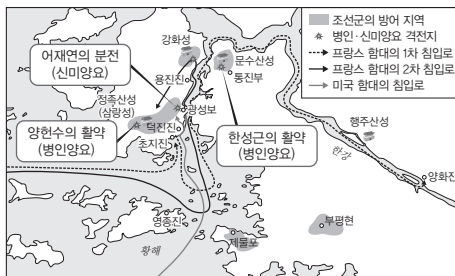 조선군의 방어 지역
병인·신미양요 격전지
프랑스 함대의 1차 침입로
프랑스 함대의 2차 침입로
미국 함대의 침입로
강화성
어재연의 분전
(신미양요)
문수산성
통진부
용진진
정족산성
(삼랑성)
광성보
덕진진
초지진
양헌수의 활약
(병인양요)
한성근의 활약
(병인양요)
행주산성
한강
양화진
영종진
부평현
제물포
황해